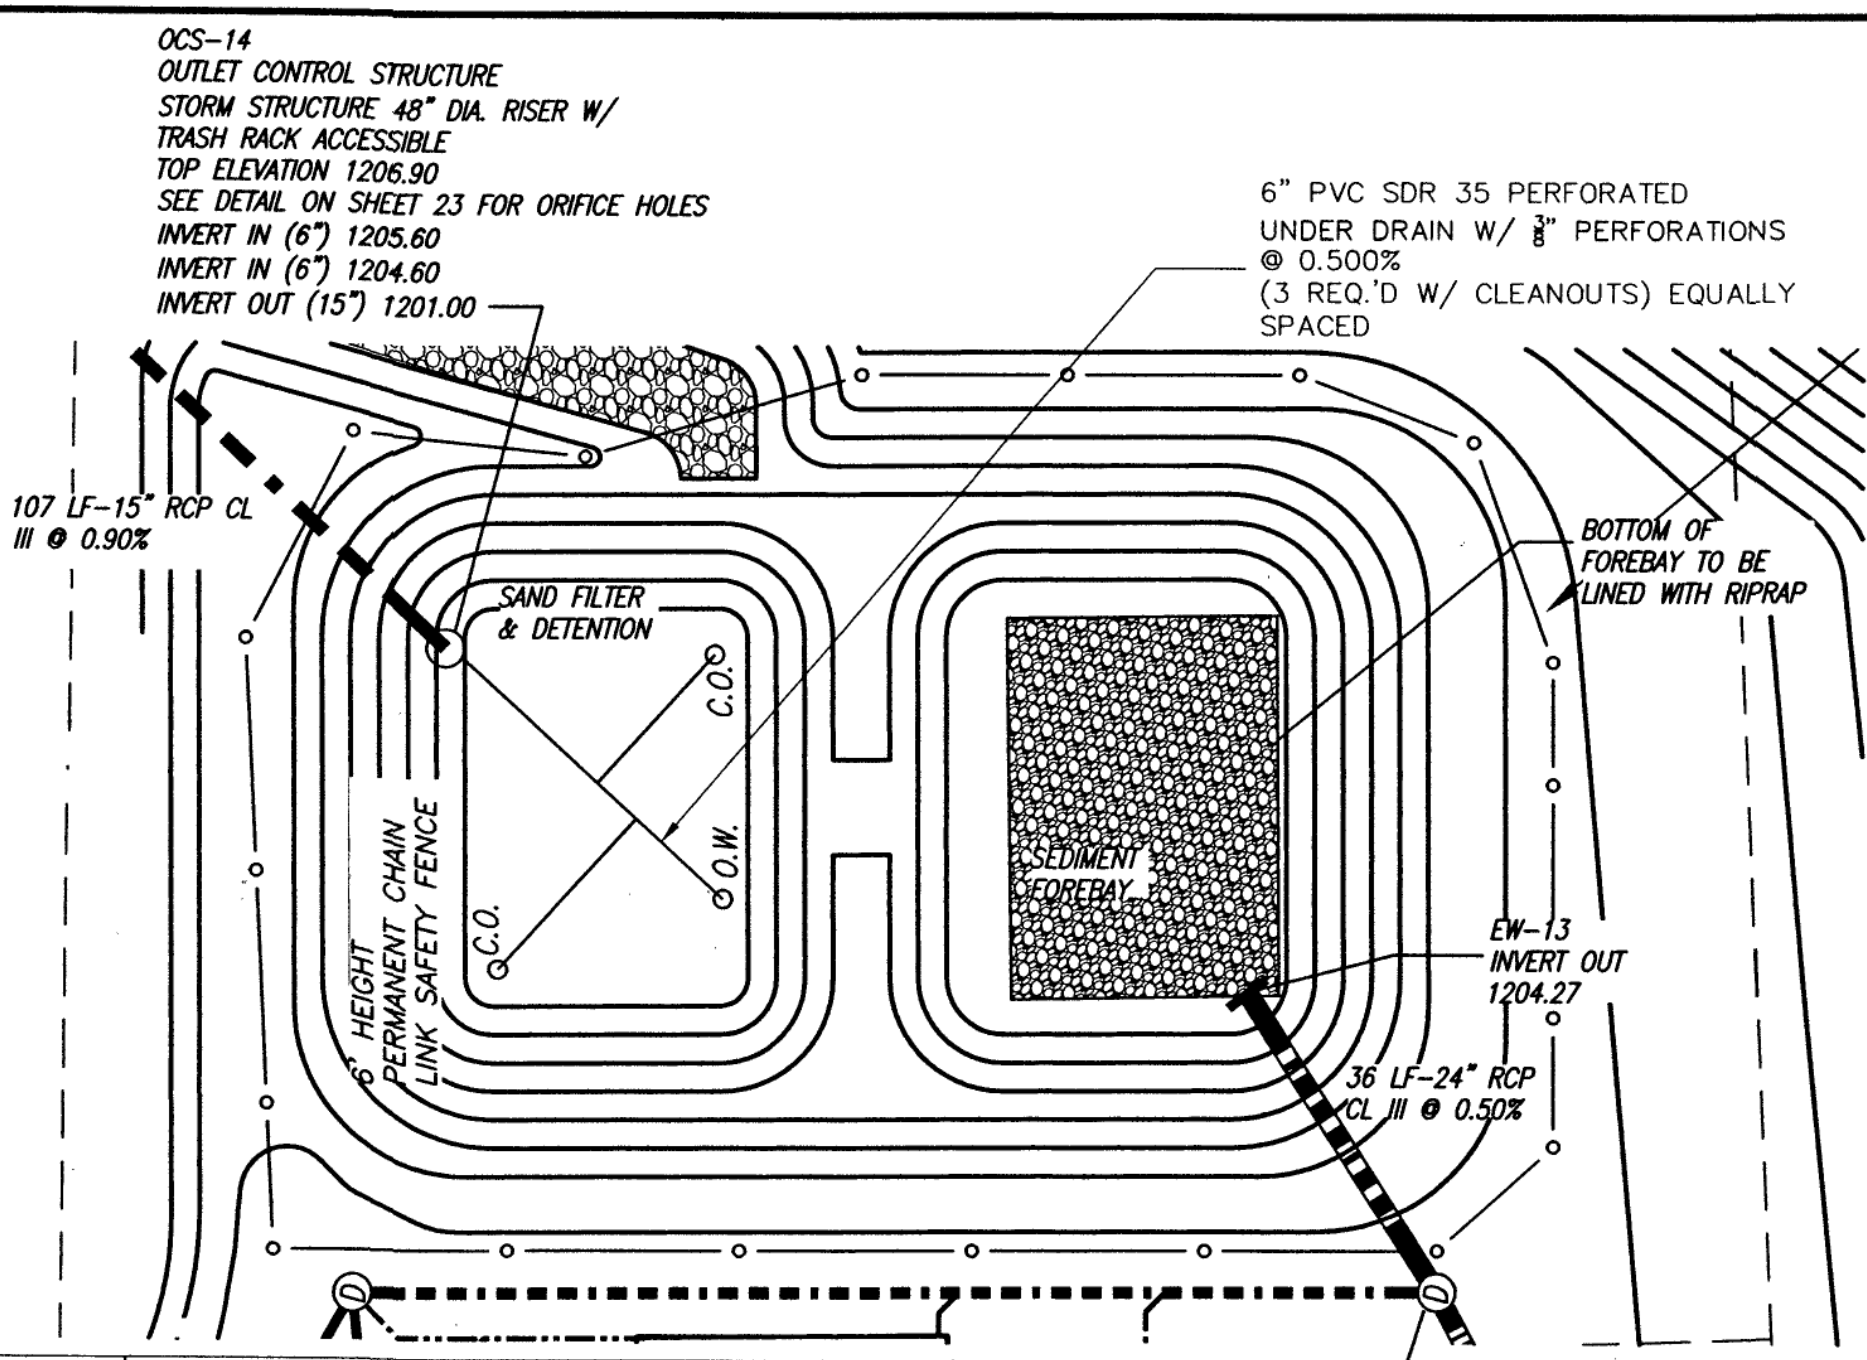 OCS-14
OUTLET CONTROL STRUCTURE
STORM STRUCTURE 48" DIA. RISER W/
TRASH RACK ACCESSIBLE
TOP ELEVATION 1206.90
SEE DETAIL ON SHEET 23 FOR ORIFICE HOLES
INVERT IN (6") 1205.60
INVERT IN (6") 1204.60
INVERT OUT (15") 1201.00
6" PVC SDR 35 PERFORATED
UNDER DRAIN W/ 3/8" PERFORATIONS
@ 0.500%
(3 REQ.'D W/ CLEANOUTS) EQUALLY
SPACED
107 LF-15" RCP CL
III @ 0.90%
BOTTOM OF
FOREBAY TO BE
LINED WITH RIPRAP
SAND FILTER
& DETENTION
C.O.
O.W.
C.O.
6' HEIGHT
PERMANENT CHAIN
LINK SAFETY FENCE
SEDIMENT
FOREBAY
EW-13
INVERT OUT
1204.27
36 LF-24" RCP
CL III @ 0.50%
D
D